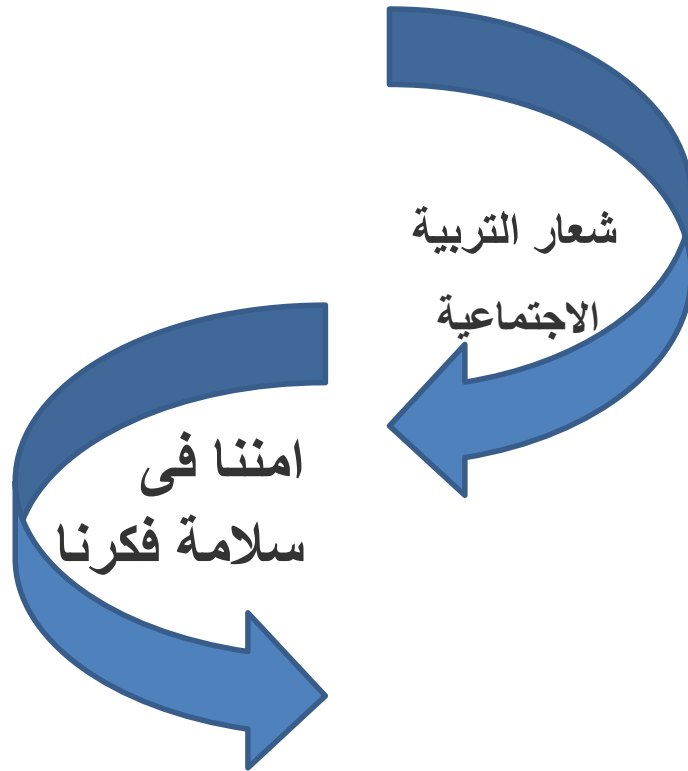 شعار التربية
الاجتماعية
امننا فى
سلامة فكرنا